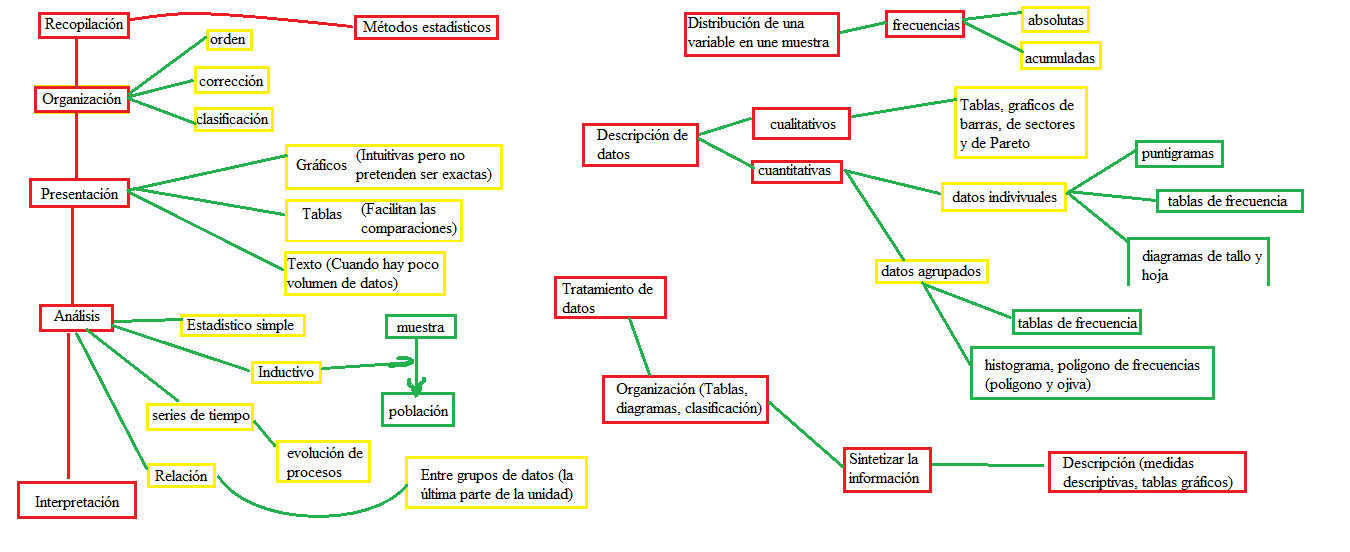 Recopilación
Métodos estadísticos
orden
corrección
Organización
clasificación
Gráficos (Intuitivas pero no
pretenden ser exactas)
Presentación
Tablas (Facilitan las
comparaciones)
Texto (Cuando hay poco
volumen de datos)
Análisis
Estadístico simple
muestra
Inductivo
población
series de tiempo
evolución de
procesos
Relación
Entre grupos de datos (la
última parte de la unidad)
Interpretación
Distribución de una
variable en une muestra
frecuencias
absolutas
acumuladas
Descripción de
datos
cualitativos
Tablas, graficos de
barras, de sectores
y de Pareto
cuantitativas
puntigramas
datos indivivuales
tablas de frecuencia
diagramas de tallo y
hoja
datos agrupados
tablas de frecuencia
histograma, polígono de frecuencias
(poligono y ojiva)
Tratamiento de
datos
Organización (Tablas,
diagramas, clasificación)
Sintetizar la
información
Descripción (medidas
descriptivas, tablas gráficos)